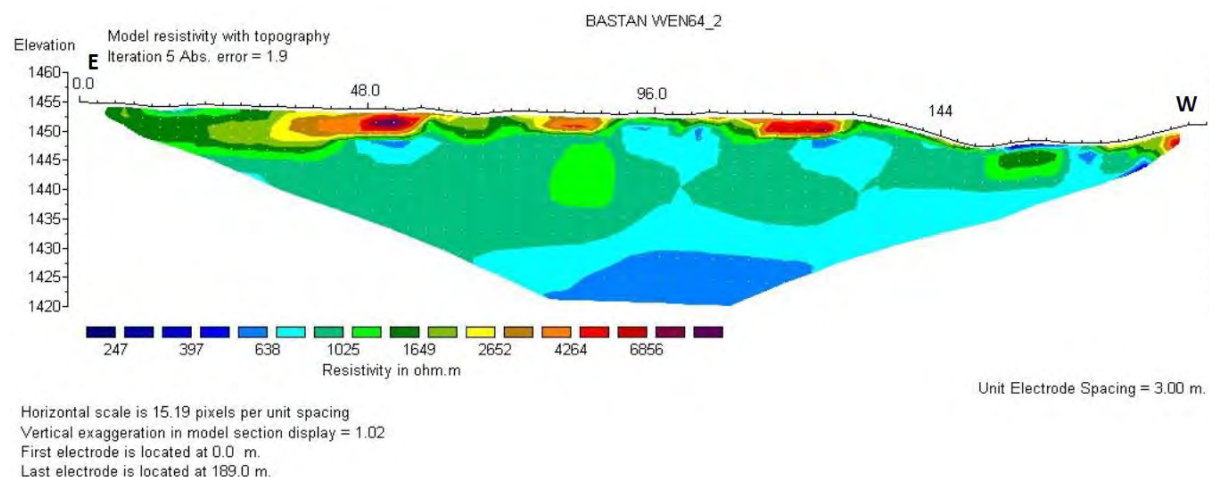 BASTAN WEN64_2
Model resistivity with topography
Elevation
Iteration 5 Abs. error = 1.9
E
W
1460
0.0
48.0
96.0
144
1455
1450
1445
1440
1435
1430
1425
1420
247 397 638 1025 1649 2652 4264 6856
Resistivity in ohm.m
Unit Electrode Spacing = 3.00 m.
Horizontal scale is 15.19 pixels per unit spacing
Vertical exaggeration in model section display = 1.02
First electrode is located at 0.0 m.
Last electrode is located at 189.0 m.